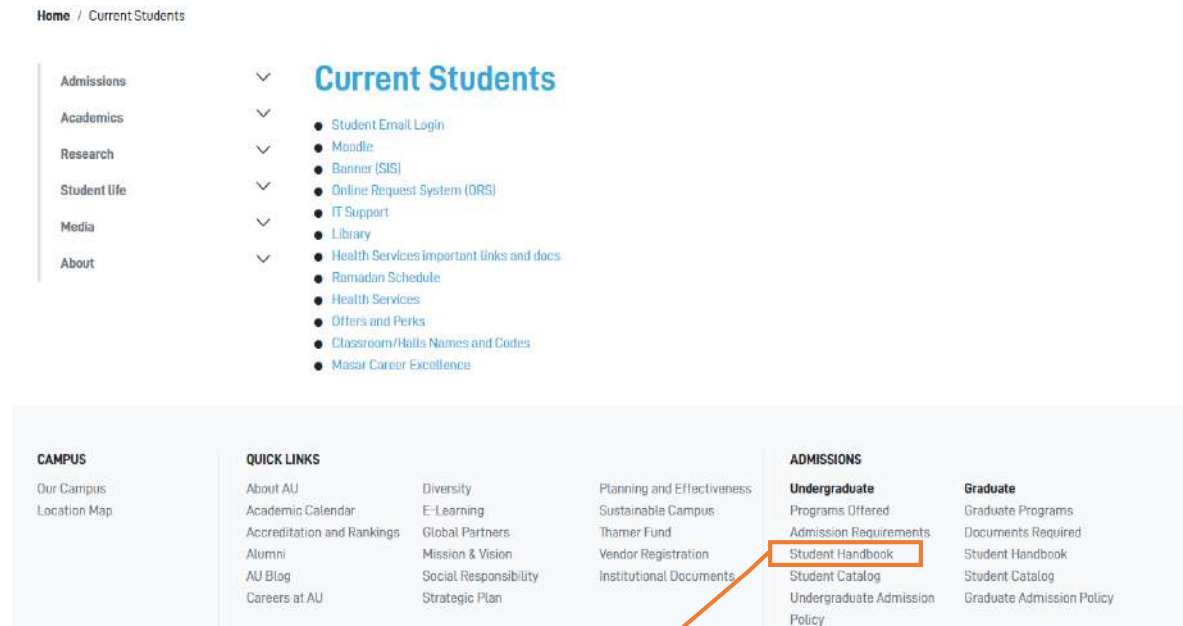 Home / Current Students
Admissions
Academics
Research
Student life
Media
About
Current Students
Student Email Login
Moodle
Banner (SIS)
Online Request System (ORS)
IT Support
Library
Health Services important links and docs
Ramadan Schedule
Health Services
Offers and Perks
Classroom/Halls Names and Codes
Masar Career Excellence
CAMPUS
Our Campus
Location Map
QUICK LINKS
About AU
Academic Calendar
Accreditation and Rankings
Alumni
AU Blog
Careers at AU
Diversity
E-Learning
Global Partners
Mission & Vision
Social Responsibility
Strategic Plan
Planning and Effectiveness
Sustainable Campus
Thamer Fund
Vendor Registration
Institutional Documents
ADMISSIONS
Undergraduate
Programs Offered
Admission Requirements
Student Handbook
Student Catalog
Undergraduate Admission
Policy
Graduate
Graduate Programs
Documents Required
Student Handbook
Student Catalog
Graduate Admission Policy